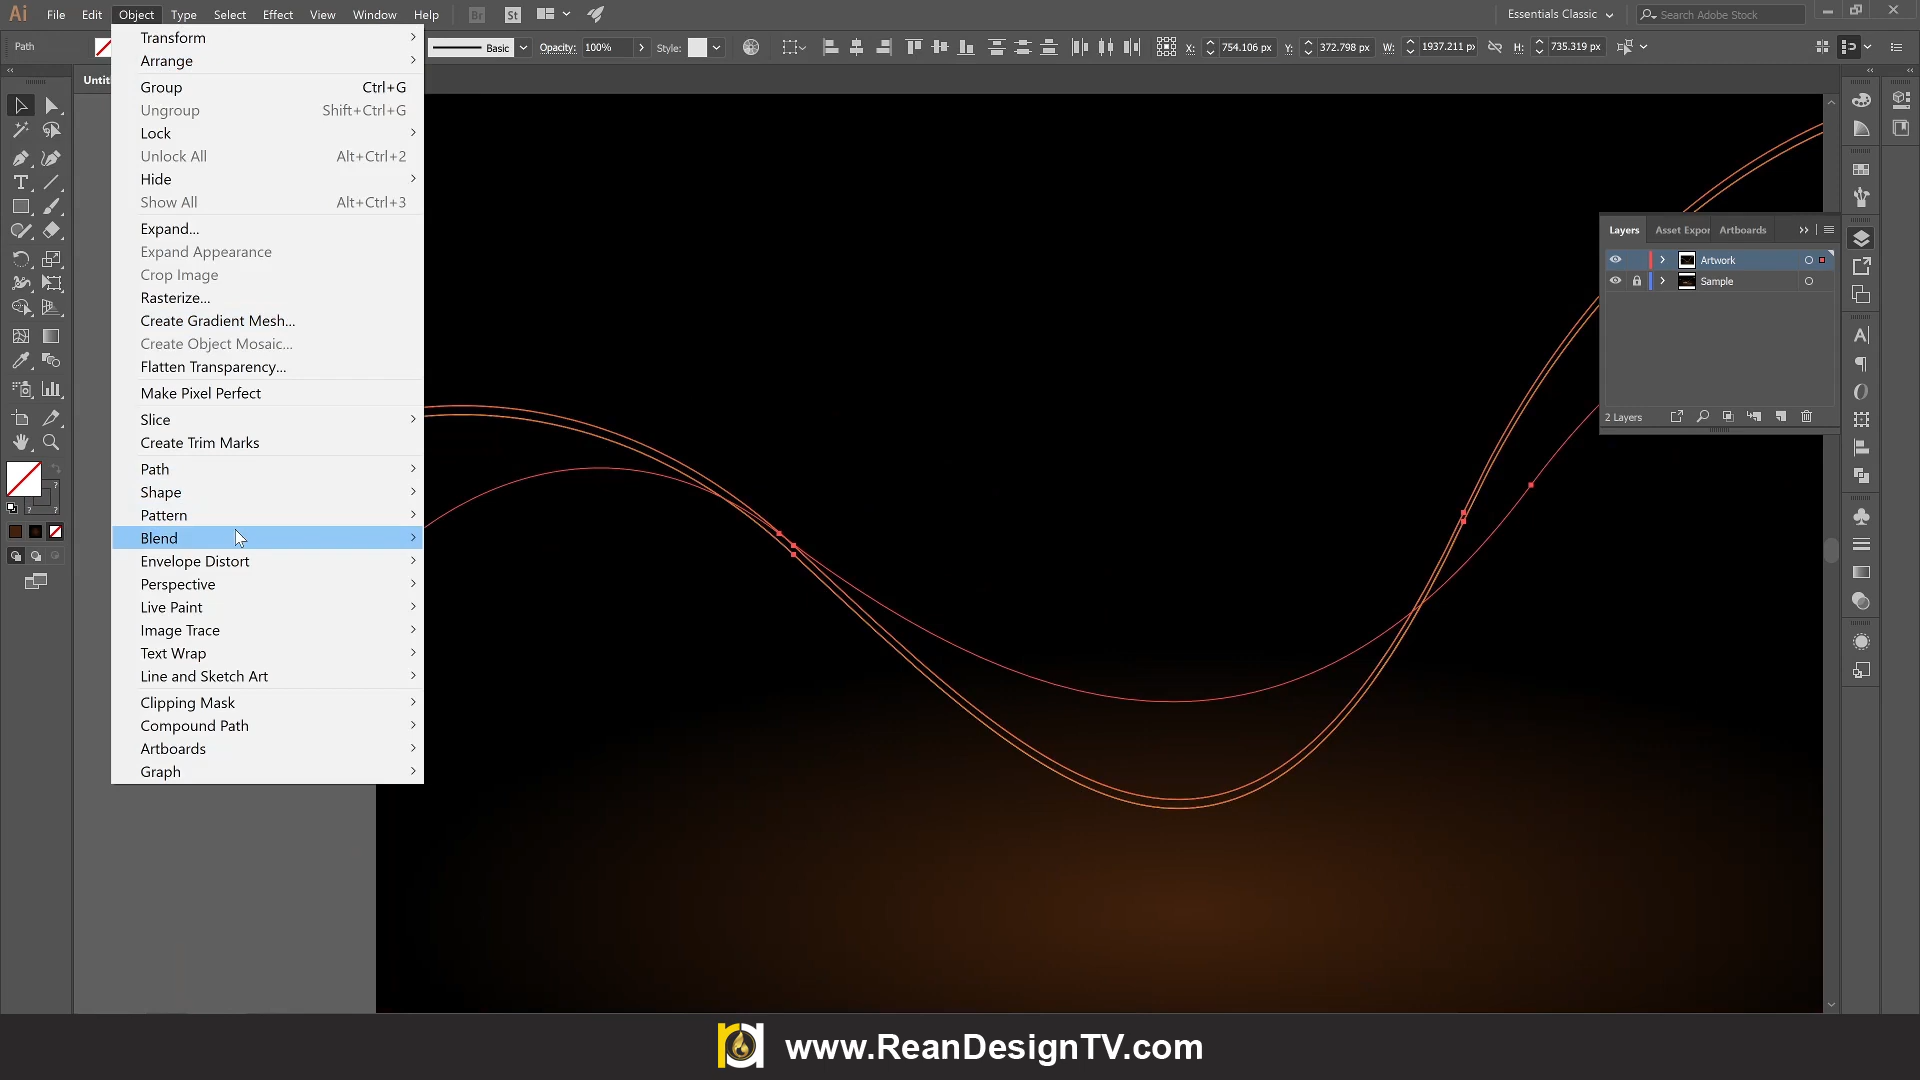 Ai File Edit Object Type Select Effect View Window Help Br St Essentials Classic Search Adobe Stock
Path Basic Opacity: 100% Style: X: 754.106 px Y: 372.798 px W: 1937.211 px H: 735.319 px
Untit
Transform
Arrange
Group Ctrl+G
Ungroup Shift+Ctrl+G
Lock
Unlock All Alt+Ctrl+2
Hide
Show All Alt+Ctrl+3
Expand...
Expand Appearance
Crop Image
Rasterize...
Create Gradient Mesh...
Create Object Mosaic...
Flatten Transparency...
Make Pixel Perfect
Slice
Create Trim Marks
Path
Shape
Pattern
Blend
Envelope Distort
Perspective
Live Paint
Image Trace
Text Wrap
Line and Sketch Art
Clipping Mask
Compound Path
Artboards
Graph
Layers Asset Expor Artboards
Artwork
Sample
2 Layers
www.ReanDesignTV.com